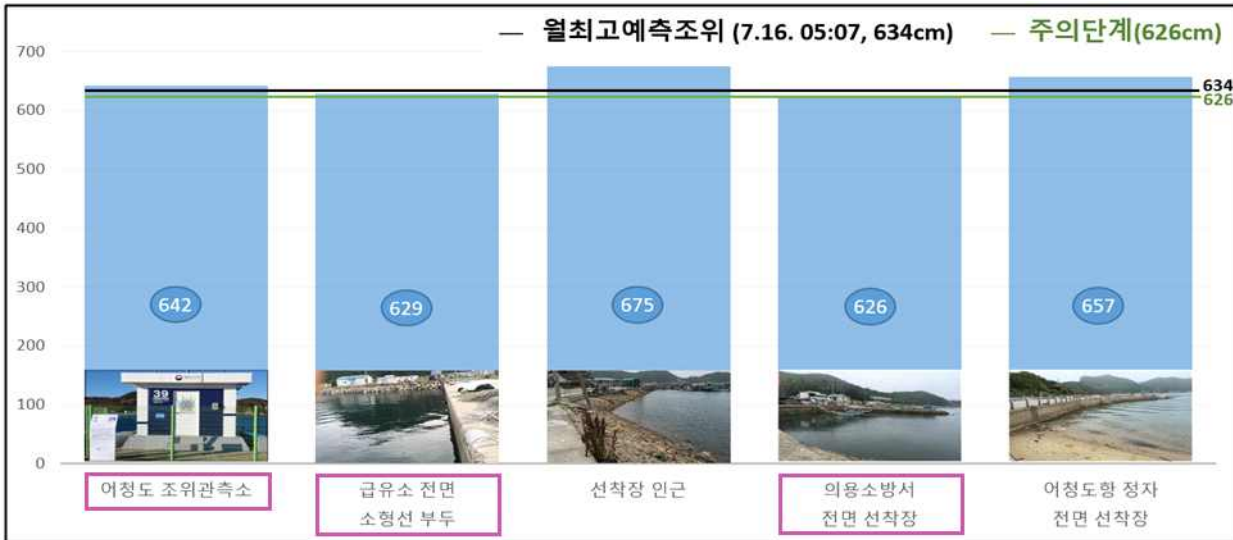 — 월최고예측조위 (7.16. 05:07, 634cm) — 주의단계(626cm)
700
600
500
400
300
200
100
0
634
626
642
629
675
626
657
39
어청도 조위관측소
급유소 전면
소형선 부두
선착장 인근
의용소방서
전면 선착장
어청도항 정자
전면 선착장